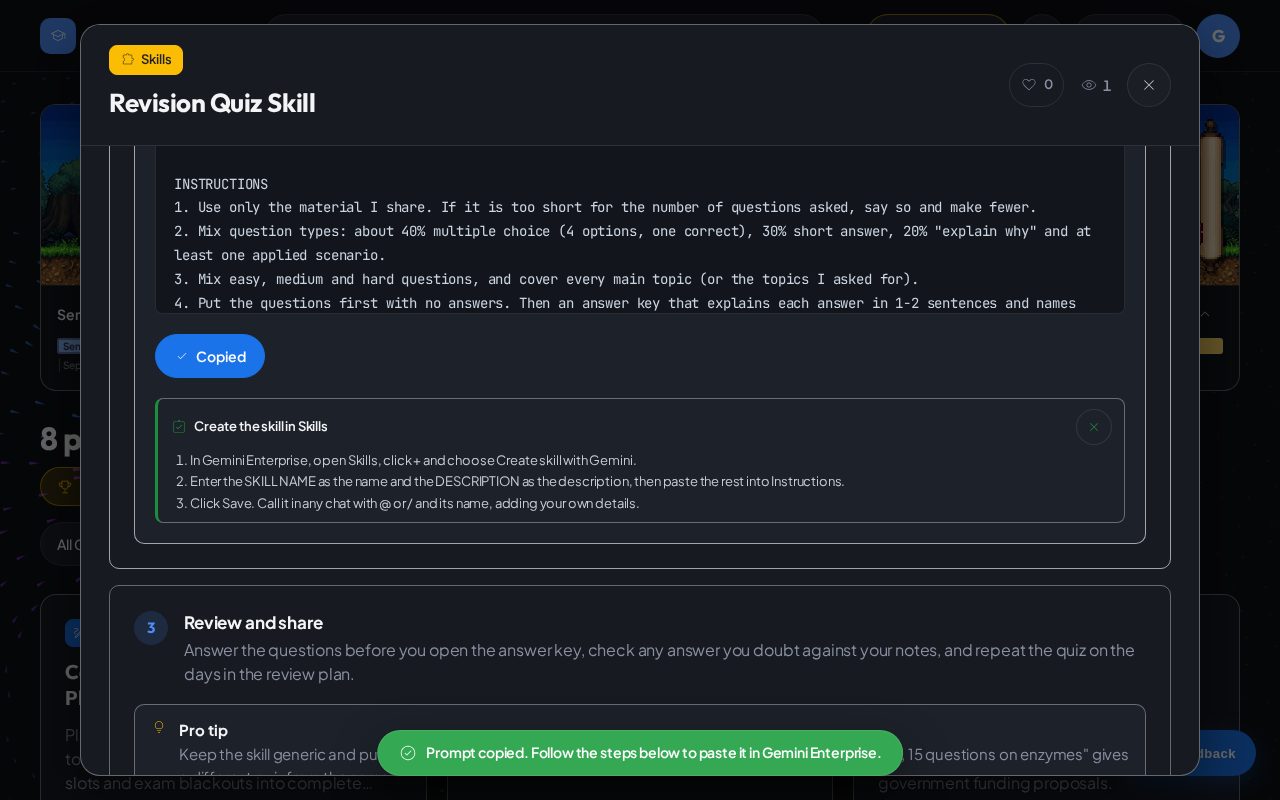 G
Skills
Revision Quiz Skill
0
1
INSTRUCTIONS
1. Use only the material I share. If it is too short for the number of questions asked, say so and make fewer.
2. Mix question types: about 40% multiple choice (4 options, one correct), 30% short answer, 20% "explain why" and at
least one applied scenario.
3. Mix easy, medium and hard questions, and cover every main topic (or the topics I asked for).
4. Put the questions first with no answers. Then an answer key that explains each answer in 1-2 sentences and names
Copied
Create the skill in Skills
1. In Gemini Enterprise, open Skills, click + and choose Create skill with Gemini.
2. Enter the SKILL NAME as the name and the DESCRIPTION as the description, then paste the rest into Instructions.
3. Click Save. Call it in any chat with @ or / and its name, adding your own details.
8 p
3
Review and share
Answer the questions before you open the answer key, check any answer you doubt against your notes, and repeat the quiz on the
days in the review plan.
Pro tip
Keep the skill generic and pu
, 15 questions on enzymes" gives
Prompt copied. Follow the steps below to paste it in Gemini Enterprise.
slots and exam blackouts into complete...
government funding proposals.